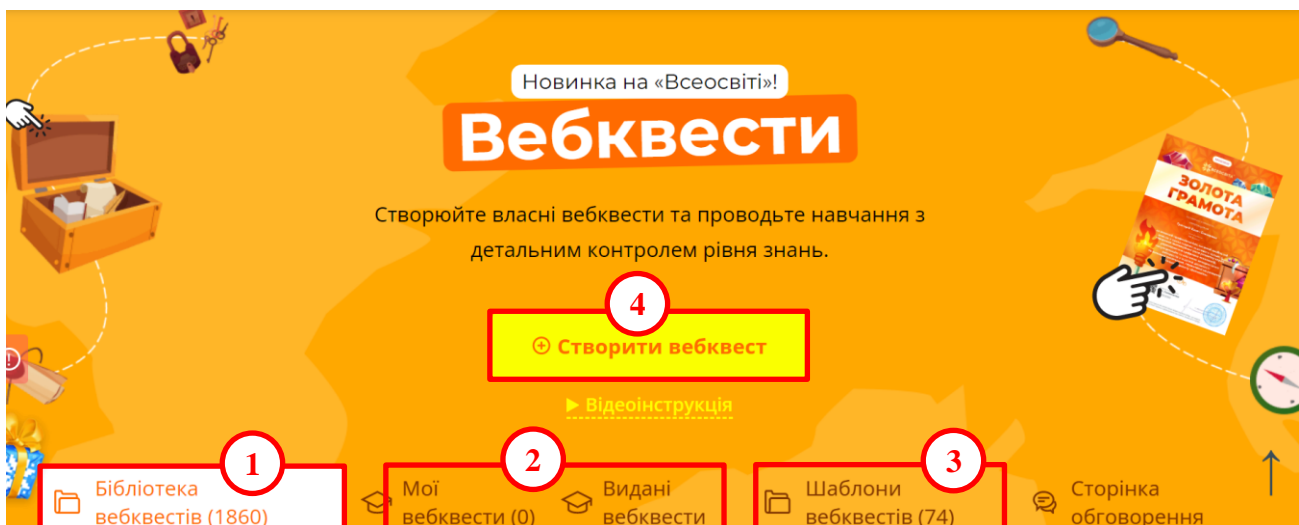 Новинка на «Всеосвіті»!
Вебквести
Створюйте власні вебквести та проводьте навчання з
детальним контролем рівня знань.
4
Створити вебквест
Відеоінструкція
1
2
3
Бібліотека
вебквестів (1860)
Мої
вебквести (0)
Видані
вебквести
Шаблони
вебквестів (74)
Сторінка
обговорення
ЗОЛОТА
ГРАМОТА